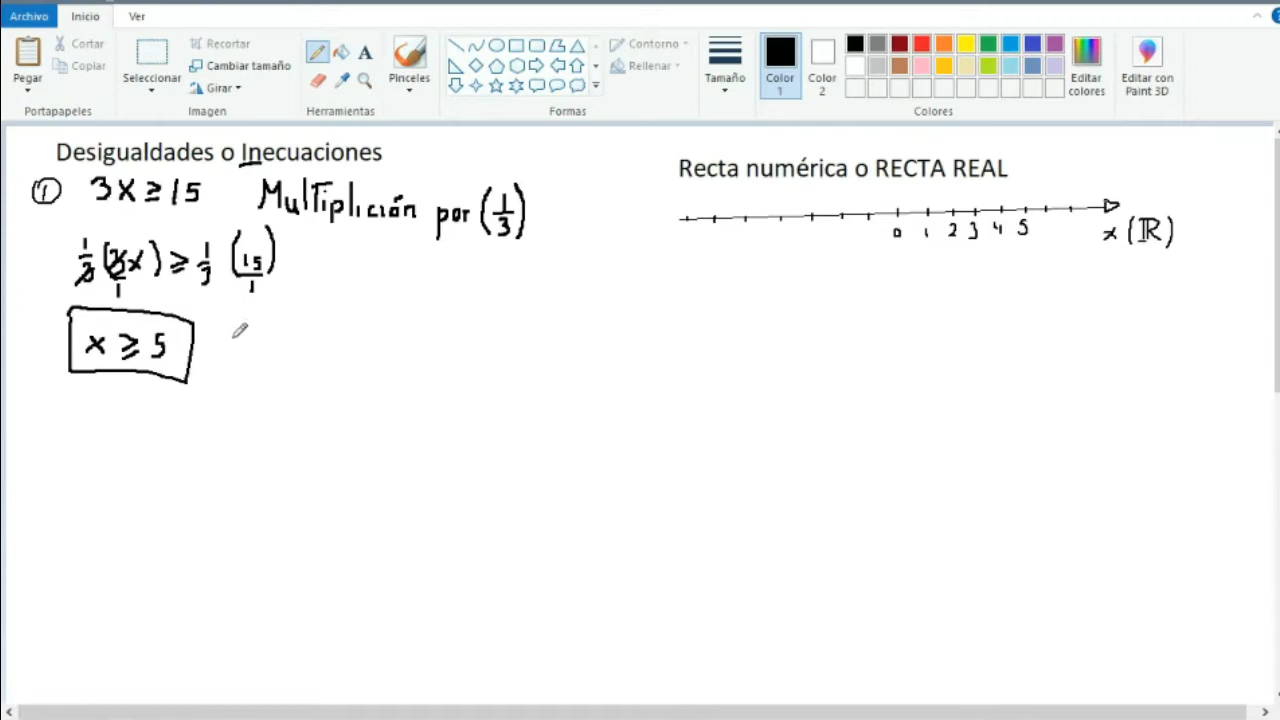 Archivo Inicio Ver
Pegar
Cortar
Copiar
Portapapeles
Seleccionar
Recortar
Cambiar tamaño
Girar
Imagen
Herramientas
Pinceles
Formas
Contorno
Rellenar
Tamaño
Color 1
Color 2
Editar colores
Editar con Paint 3D
Colores
Desigualdades o Inecuaciones
① 3x ≥ 15 Multiplición por (1/3)
1/3 (3x/1) ≥ 1/3 (15/1)
x ≥ 5
Recta numérica o RECTA REAL
0 1 2 3 4 5 x (ℝ)